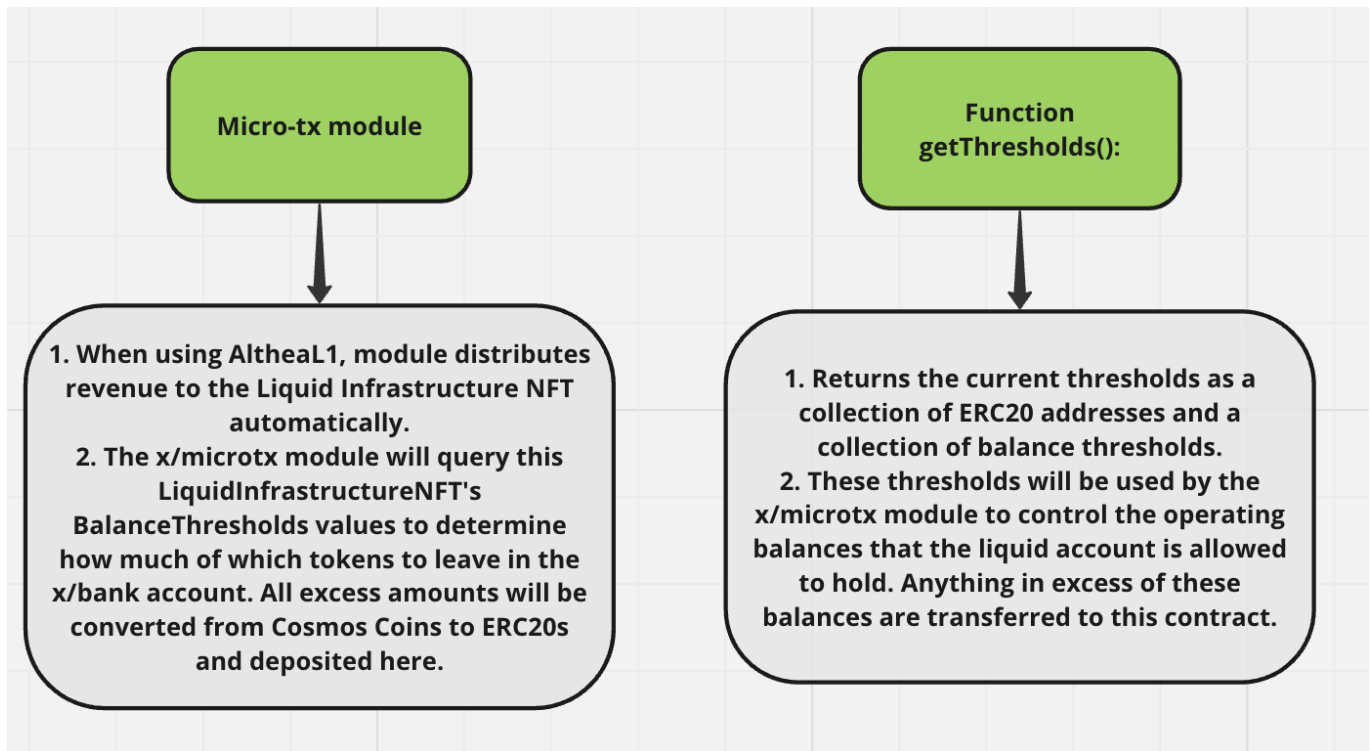 Micro-tx module
1. When using AltheaL1, module distributes
revenue to the Liquid Infrastructure NFT
automatically.
2. The x/microtx module will query this
LiquidInfrastructureNFT's
BalanceThresholds values to determine
how much of which tokens to leave in the
x/bank account. All excess amounts will be
converted from Cosmos Coins to ERC20s
and deposited here.
Function
getThresholds():
1. Returns the current thresholds as a
collection of ERC20 addresses and a
collection of balance thresholds.
2. These thresholds will be used by the
x/microtx module to control the operating
balances that the liquid account is allowed
to hold. Anything in excess of these
balances are transferred to this contract.